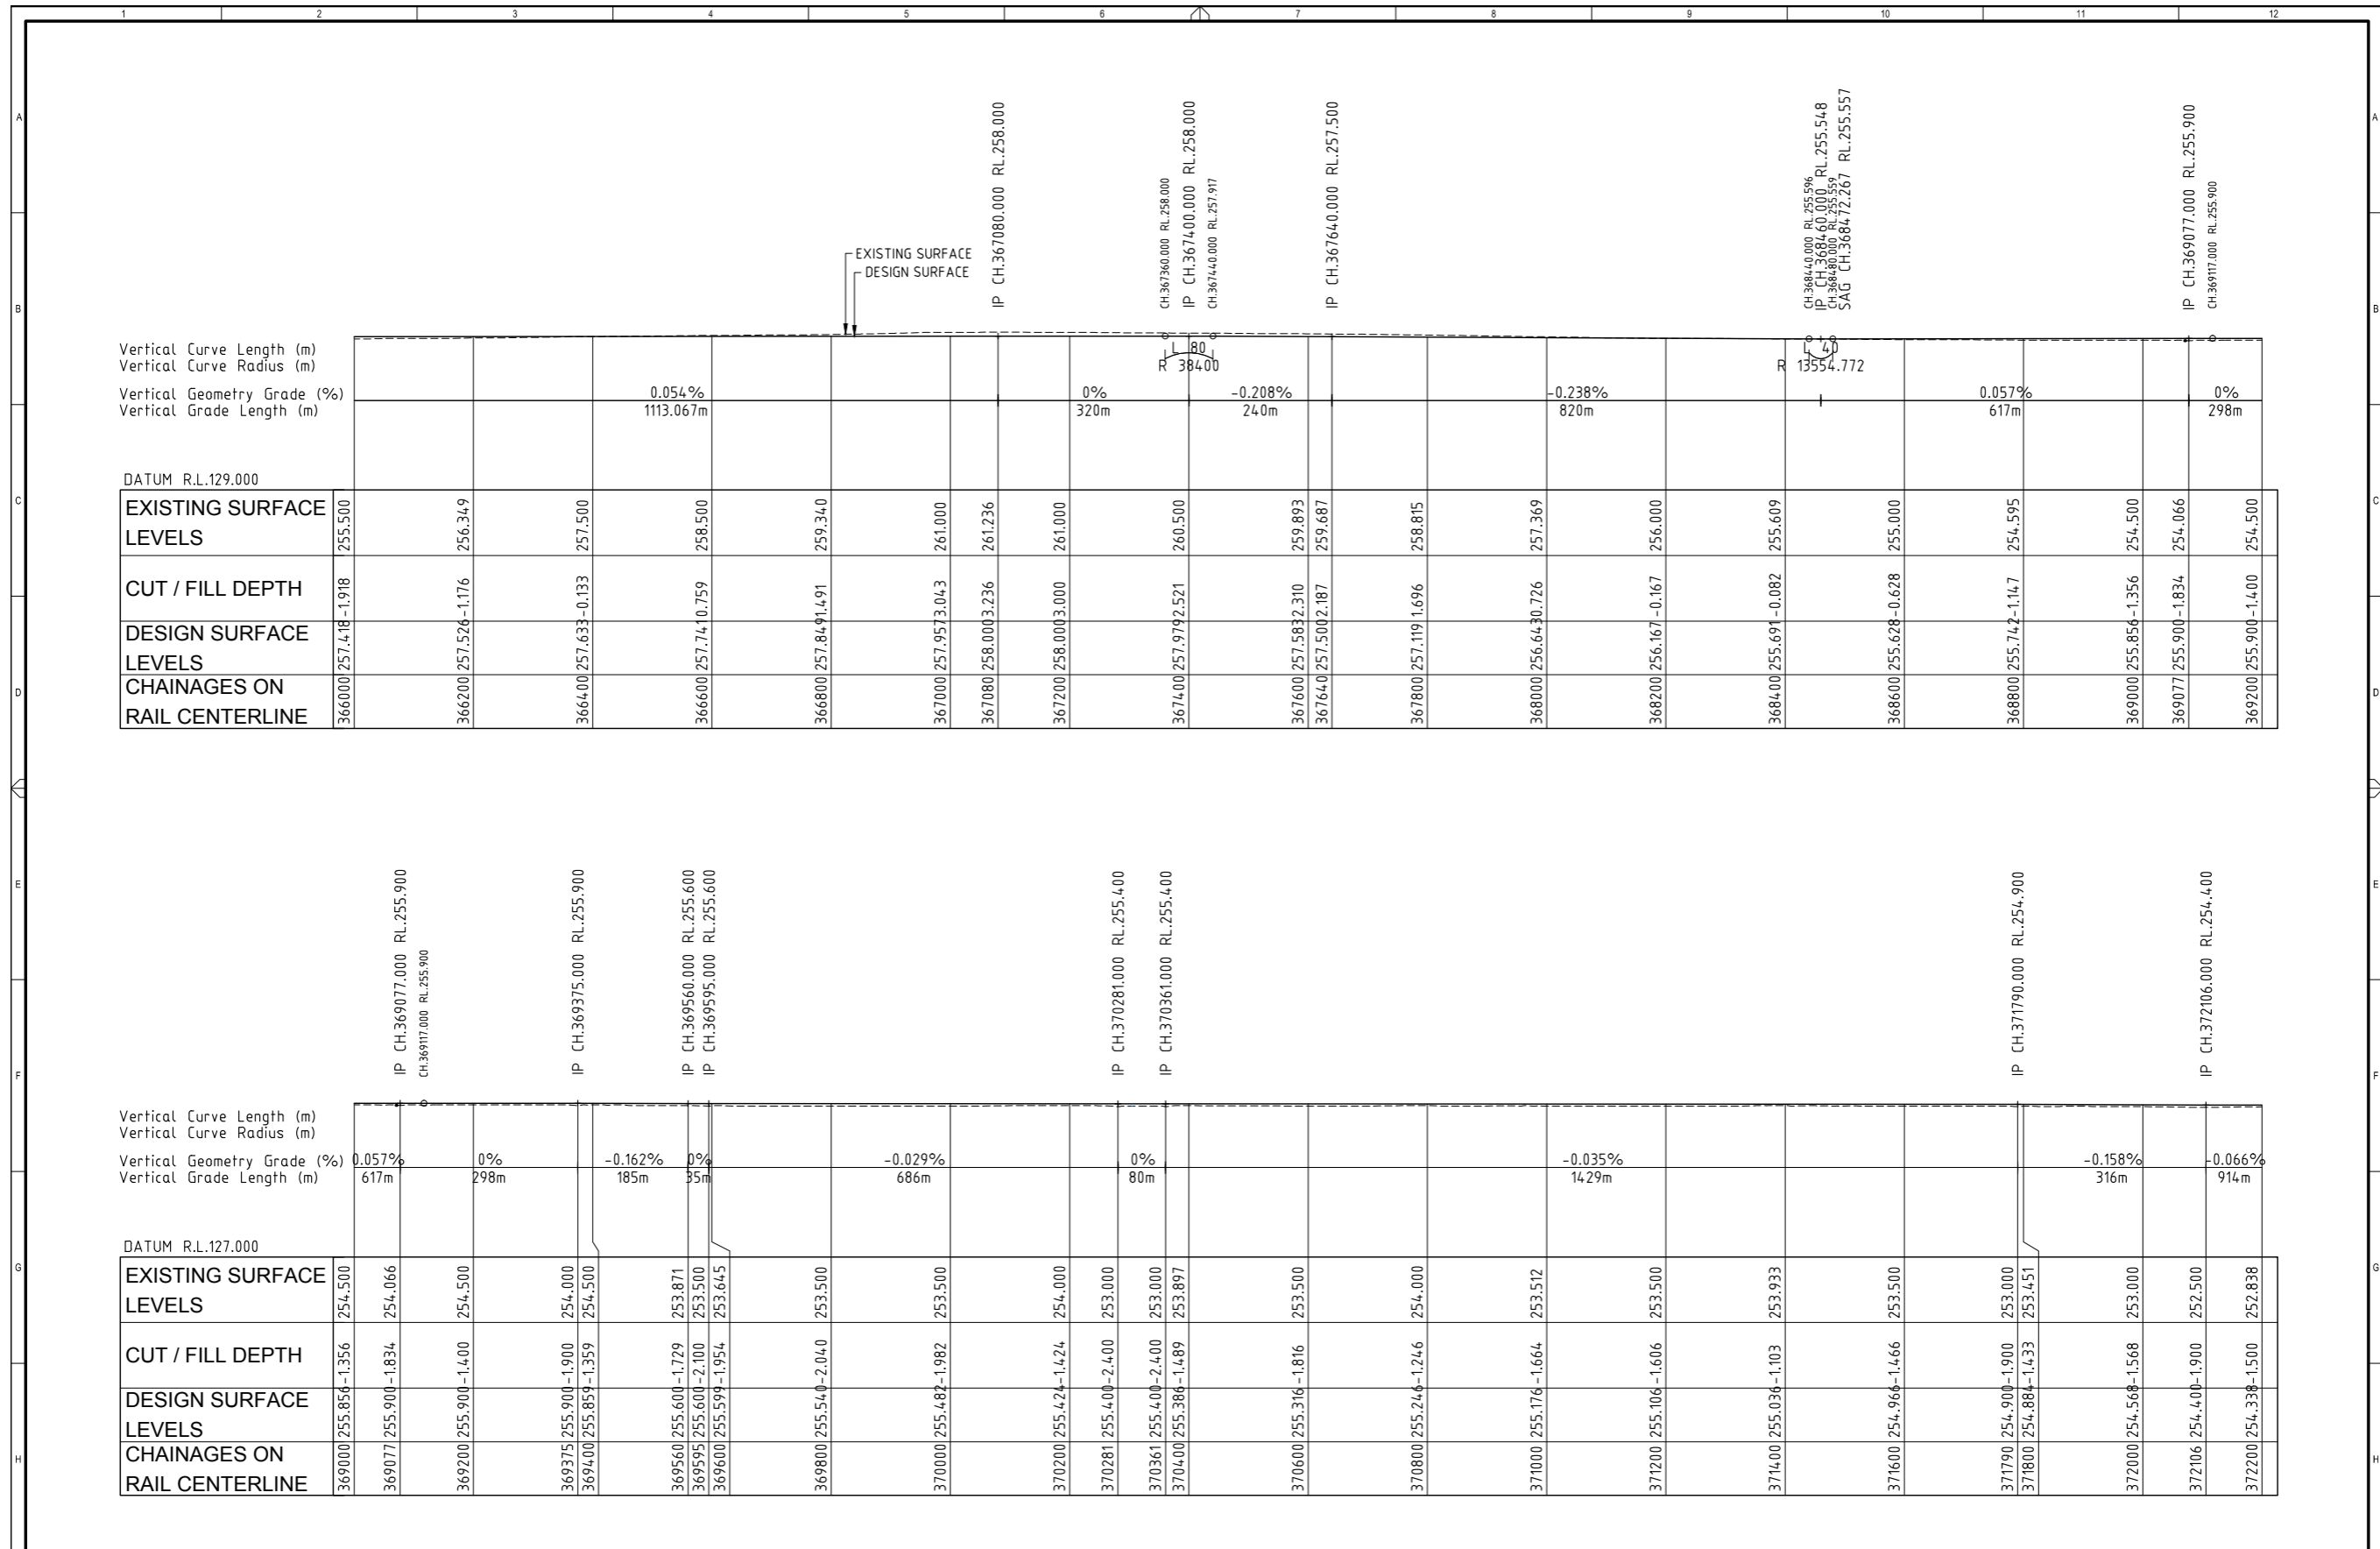 1 2 3 4 5 6 7 8 9 10 11 12
A A
B B
C C
D D
E E
F F
G G
H H
IP CH.367080.000 RL.258.000
CH.367360.000 RL.258.000
IP CH.367400.000 RL.258.000
CH.367440.000 RL.257.917
IP CH.367640.000 RL.257.500
CH.368440.000 RL.255.596
IP CH.368460.000 RL.255.548
CH.368480.000 RL.255.559
SAG CH.368472.267 RL.255.557
IP CH.369077.000 RL.255.900
CH.369117.000 RL.255.900
EXISTING SURFACE
DESIGN SURFACE
Vertical Curve Length (m) L 80 L 40
Vertical Curve Radius (m) R 38400 R 13554.772
Vertical Geometry Grade (%) 0.054% 0% -0.208% -0.238% 0.057% 0%
Vertical Grade Length (m) 1113.067m 320m 240m 820m 617m 298m
DATUM R.L.129.000
EXISTING SURFACE
LEVELS
255.500 256.349 257.500 258.500 259.340 261.000 261.236 261.000 260.500 259.893 259.687 258.815 257.369 256.000 255.609 255.000 254.595 254.500 254.066 254.500
CUT / FILL DEPTH
-1.918 -1.176 -0.133 0.759 1.491 3.043 3.236 3.000 2.521 2.310 2.187 1.696 0.726 -0.167 -0.082 -0.628 -1.147 -1.356 -1.834 -1.400
DESIGN SURFACE
LEVELS
257.418 257.526 257.633 257.741 257.849 257.957 258.000 258.000 257.979 257.583 257.500 257.119 256.643 256.167 255.691 255.628 255.742 255.856 255.900 255.900
CHAINAGES ON
RAIL CENTERLINE
366000 366200 366400 366600 366800 367000 367080 367200 367400 367600 367640 367800 368000 368200 368400 368600 368800 369000 369077 369200
IP CH.369077.000 RL.255.900
CH.369117.000 RL.255.900
IP CH.369375.000 RL.255.900
IP CH.369560.000 RL.255.600
IP CH.369595.000 RL.255.600
IP CH.370281.000 RL.255.400
IP CH.370361.000 RL.255.400
IP CH.371790.000 RL.254.900
IP CH.372106.000 RL.254.400
Vertical Curve Length (m)
Vertical Curve Radius (m)
Vertical Geometry Grade (%) 0.057% 0% -0.162% 0% -0.029% 0% -0.035% -0.158% -0.066%
Vertical Grade Length (m) 617m 298m 185m 35m 686m 80m 1429m 316m 914m
DATUM R.L.127.000
EXISTING SURFACE
LEVELS
254.500 254.066 254.500 254.000 254.500 253.871 253.500 253.645 253.500 253.500 254.000 253.000 253.000 253.897 253.500 254.000 253.512 253.500 253.933 253.500 253.000 253.451 253.000 252.500 252.838
CUT / FILL DEPTH
-1.356 -1.834 -1.400 -1.900 -1.359 -1.729 -2.100 -1.954 -2.040 -1.982 -1.424 -2.400 -2.400 -1.489 -1.816 -1.246 -1.664 -1.606 -1.103 -1.466 -1.900 -1.433 -1.568 -1.900 -1.500
DESIGN SURFACE
LEVELS
255.856 255.900 255.900 255.900 255.859 255.600 255.600 255.599 255.540 255.482 255.424 255.400 255.400 255.386 255.316 255.246 255.176 255.106 255.036 254.966 254.900 254.884 254.568 254.400 254.338
CHAINAGES ON
RAIL CENTERLINE
369000 369077 369200 369375 369400 369560 369595 369600 369800 370000 370200 370281 370361 370400 370600 370800 371000 371200 371400 371600 371790 371800 372000 372106 372200